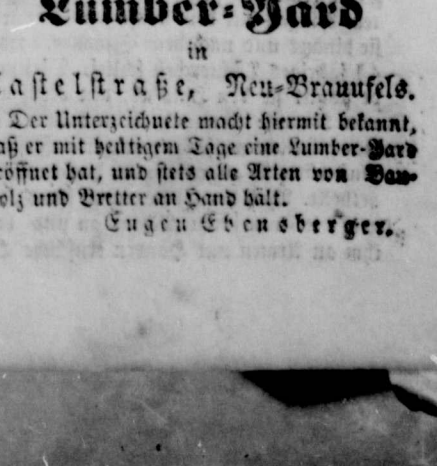 Lumber-Yard
in
astelstraße, Neu-Braunfels.
Der Unterzeichnete macht hiermit bekannt,
aß er mit heutigem Tage eine Lumber-Yard
röffnet hat, und stets alle Arten von Bau-
olz und Bretter an Hand hält.
Eugen Ebensberger.